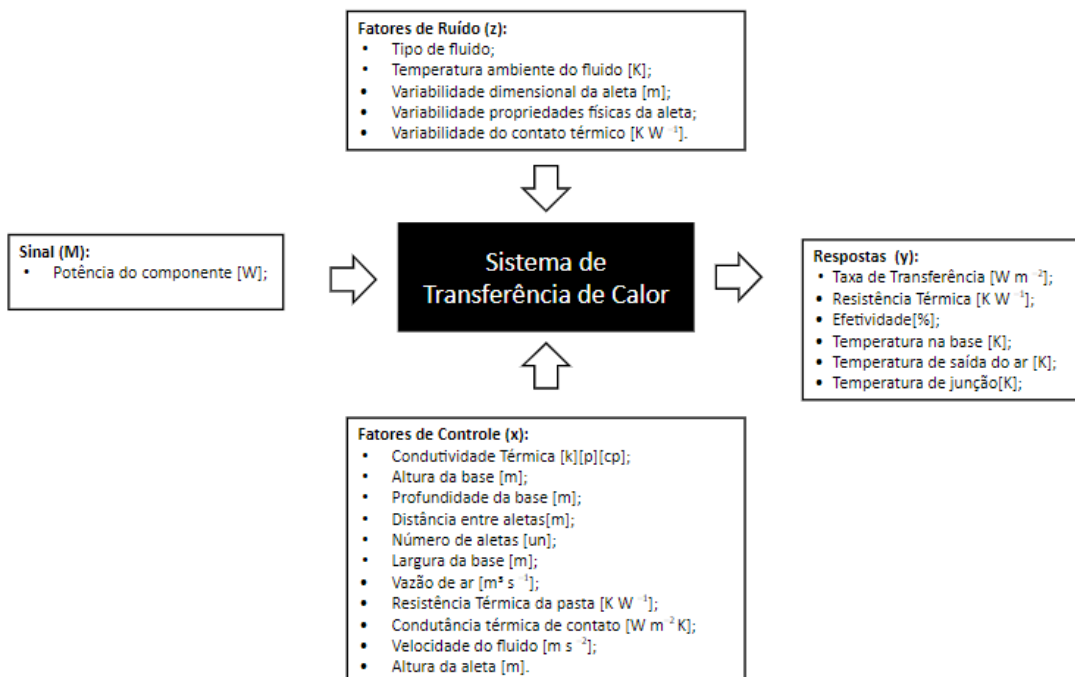 Fatores de Ruído (z):
• Tipo de fluido;
• Temperatura ambiente do fluido [K];
• Variabilidade dimensional da aleta [m];
• Variabilidade propriedades físicas da aleta;
• Variabilidade do contato térmico [K W ⁻¹].
Sinal (M):
• Potência do componente [W];
Sistema de
Transferência de Calor
Respostas (y):
• Taxa de Transferência [W m ⁻²];
• Resistência Térmica [K W ⁻¹];
• Efetividade[%];
• Temperatura na base [K];
• Temperatura de saída do ar [K];
• Temperatura de junção[K];
Fatores de Controle (x):
• Condutividade Térmica [k][p][cp];
• Altura da base [m];
• Profundidade da base [m];
• Distância entre aletas[m];
• Número de aletas [un];
• Largura da base [m];
• Vazão de ar [m³ s ⁻¹];
• Resistência Térmica da pasta [K W ⁻¹];
• Condutância térmica de contato [W m⁻² K];
• Velocidade do fluido [m s ⁻²];
• Altura da aleta [m].